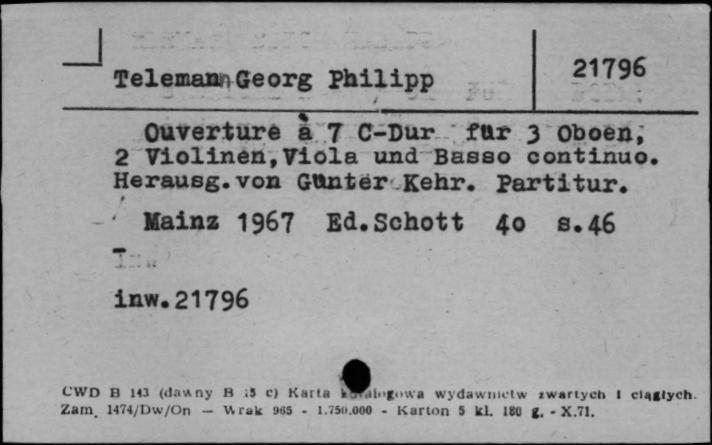 21796
Telemann Georg Philipp
Ouverture à 7 C-Dur für 3 Oboen,
2 Violinen,Viola und Basso continuo.
Herausg.von Günter Kehr. Partitur.
Mainz 1967 Ed.Schott 4o s.46
inw.21796
CWD B 143 (dawny B 15 c) Karta katalogowa wydawnictw zwartych i ciągłych.
Zam. 1474/Dw/On — Wrak 965 - 1.750.000 - Karton 5 kl. 180 g. - X.71.